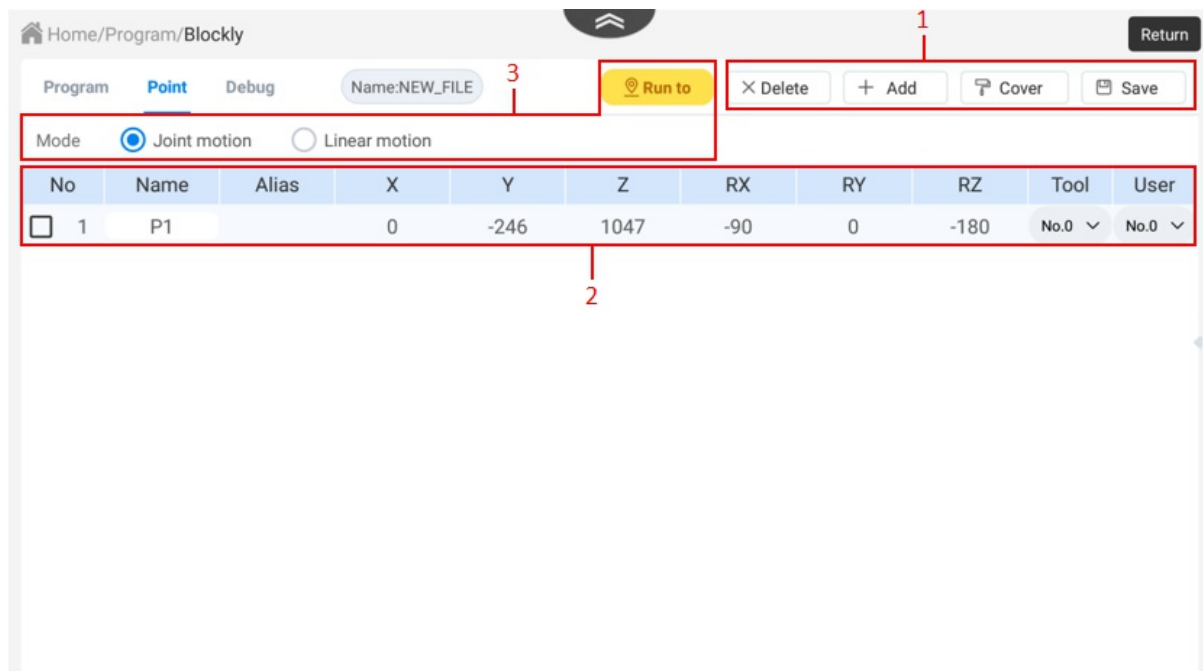 Home/Program/Blockly
1
Return
Program Point Debug Name:NEW_FILE 3 Run to Delete Add Cover Save
Mode Joint motion Linear motion
No Name Alias X Y Z RX RY RZ Tool User
1 P1 0 -246 1047 -90 0 -180 No.0 No.0
2